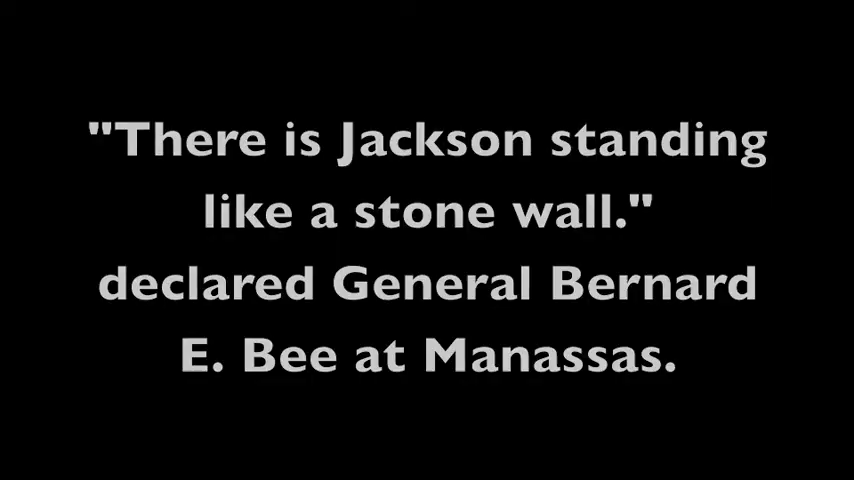 "There is Jackson standing
like a stone wall."
declared General Bernard
E. Bee at Manassas.